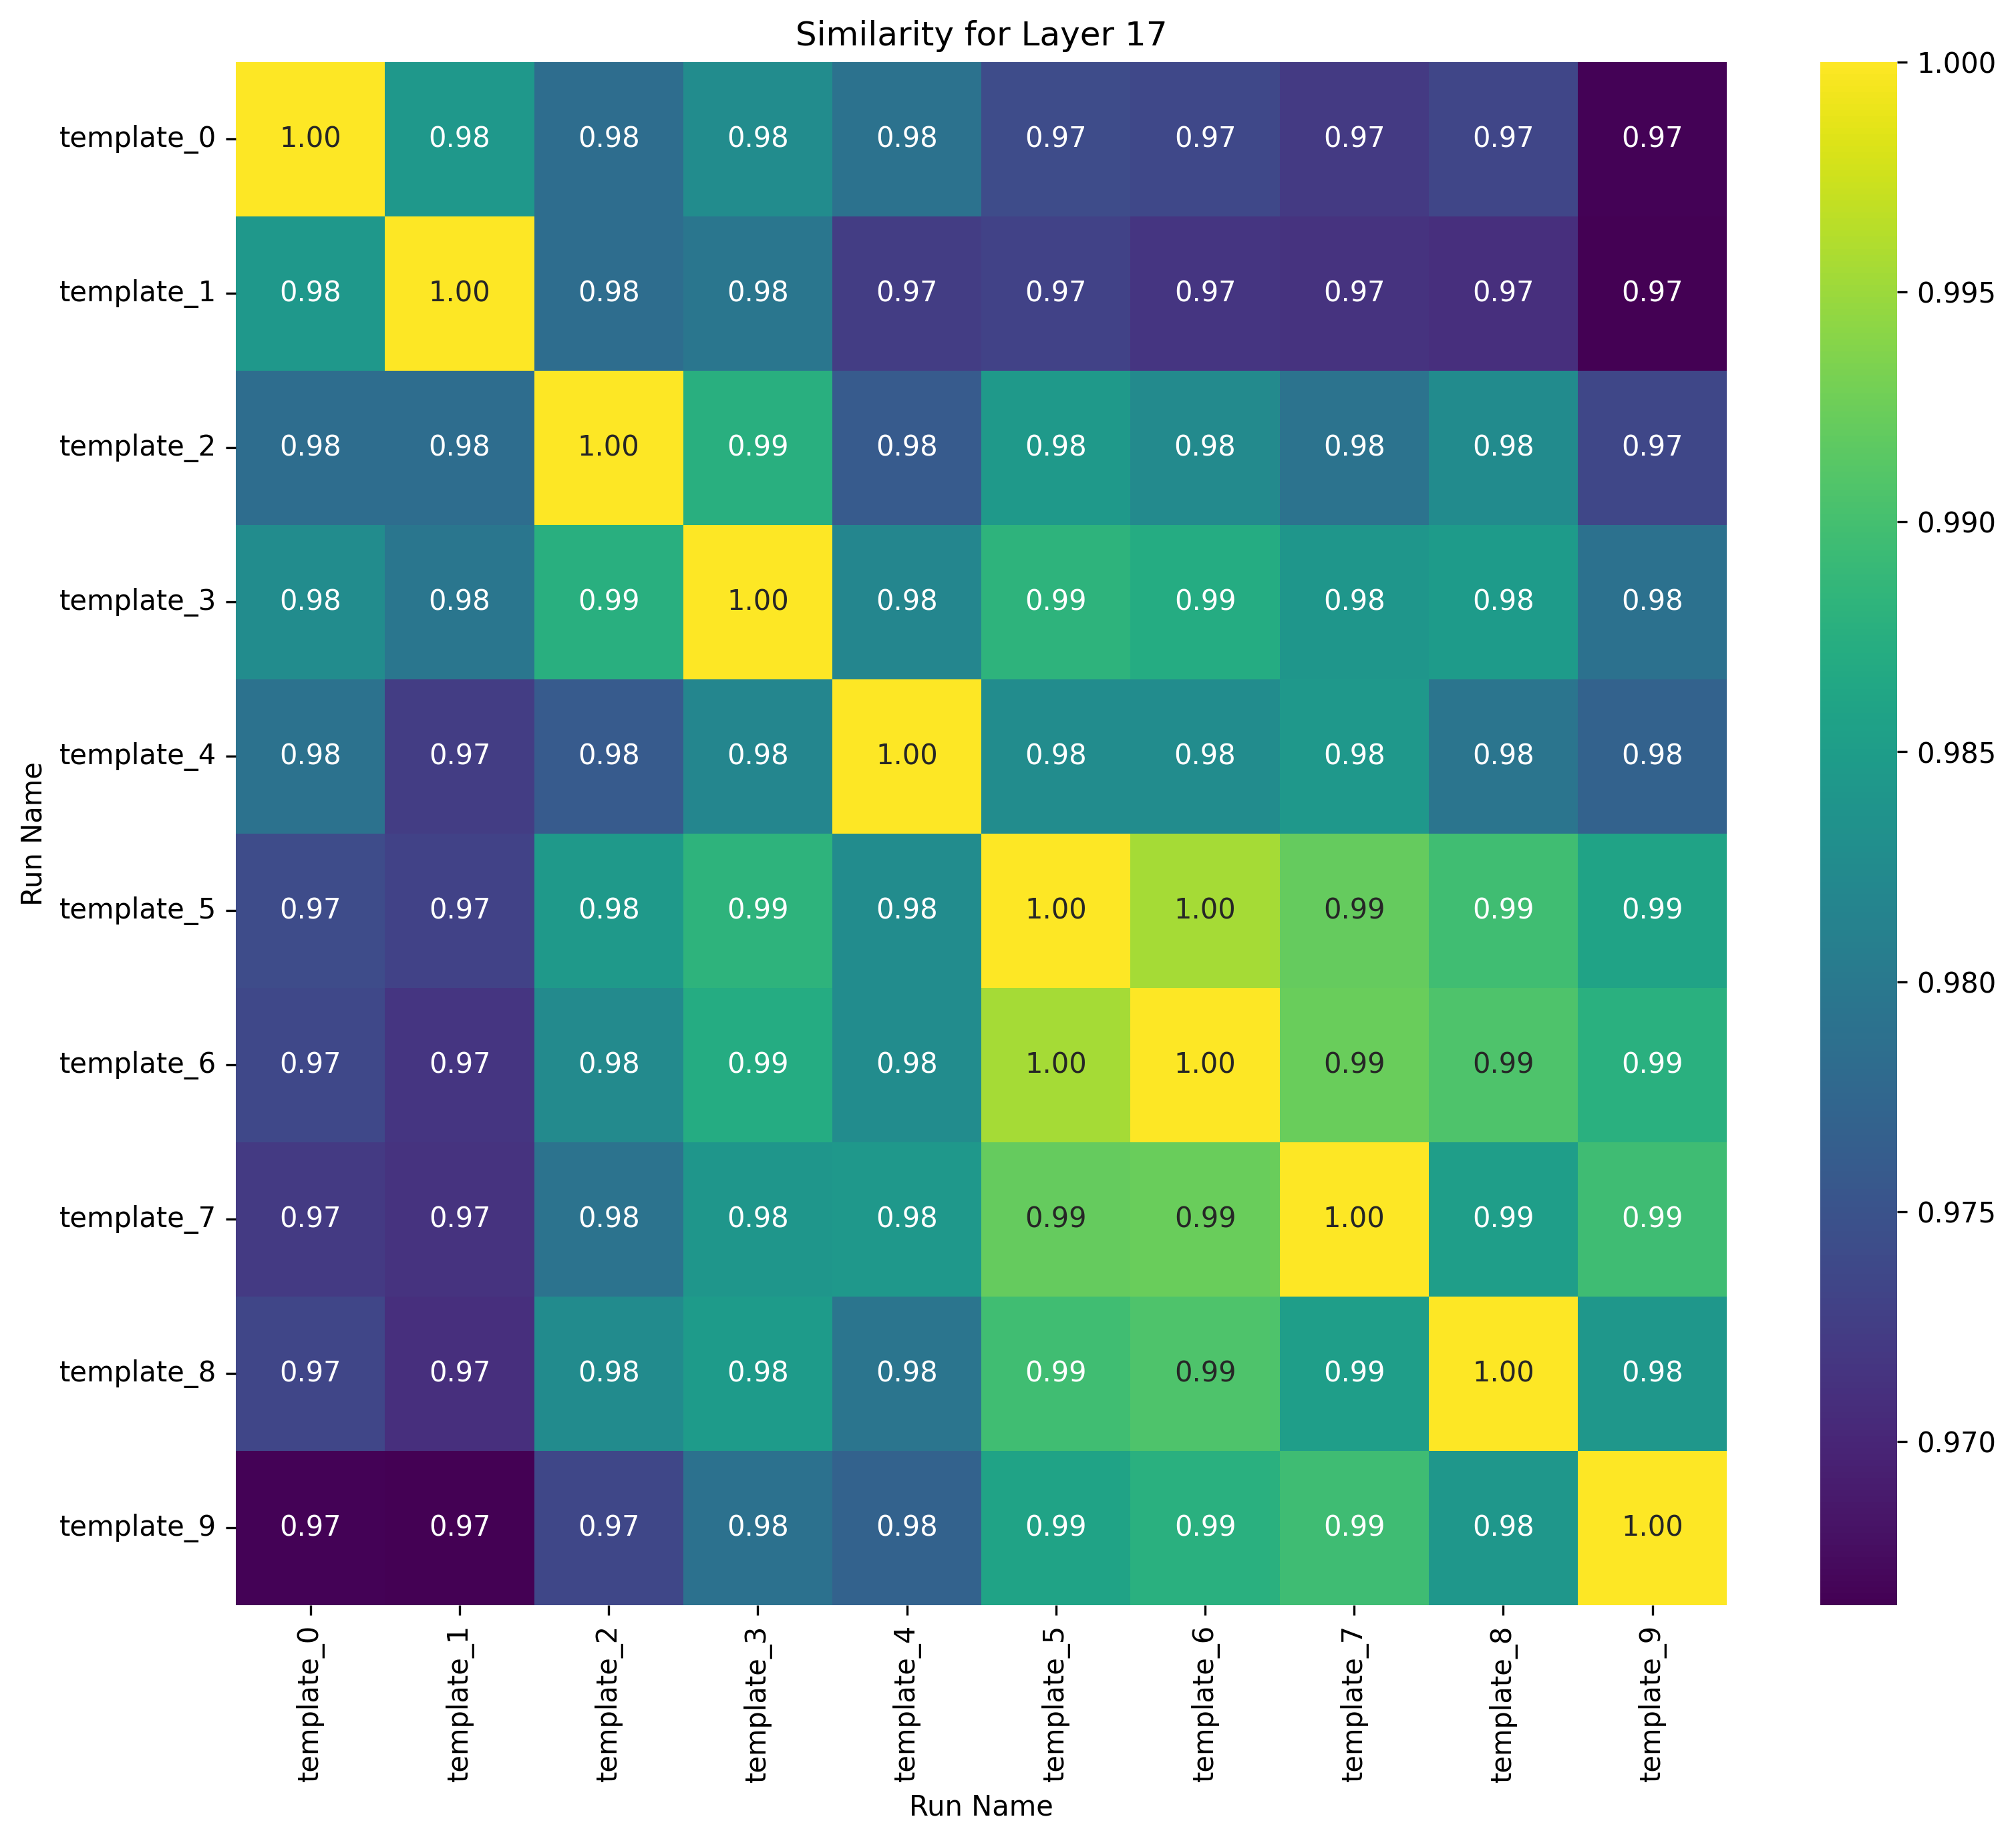 Similarity for Layer 17
template_0 1.00 0.98 0.98 0.98 0.98 0.97 0.97 0.97 0.97 0.97
template_1 0.98 1.00 0.98 0.98 0.97 0.97 0.97 0.97 0.97 0.97
template_2 0.98 0.98 1.00 0.99 0.98 0.98 0.98 0.98 0.98 0.97
template_3 0.98 0.98 0.99 1.00 0.98 0.99 0.99 0.98 0.98 0.98
template_4 0.98 0.97 0.98 0.98 1.00 0.98 0.98 0.98 0.98 0.98
template_5 0.97 0.97 0.98 0.99 0.98 1.00 1.00 0.99 0.99 0.99
template_6 0.97 0.97 0.98 0.99 0.98 1.00 1.00 0.99 0.99 0.99
template_7 0.97 0.97 0.98 0.98 0.98 0.99 0.99 1.00 0.99 0.99
template_8 0.97 0.97 0.98 0.98 0.98 0.99 0.99 0.99 1.00 0.98
template_9 0.97 0.97 0.97 0.98 0.98 0.99 0.99 0.99 0.98 1.00
template_0 template_1 template_2 template_3 template_4 template_5 template_6 template_7 template_8 template_9
Run Name
Run Name
1.000
0.995
0.990
0.985
0.980
0.975
0.970